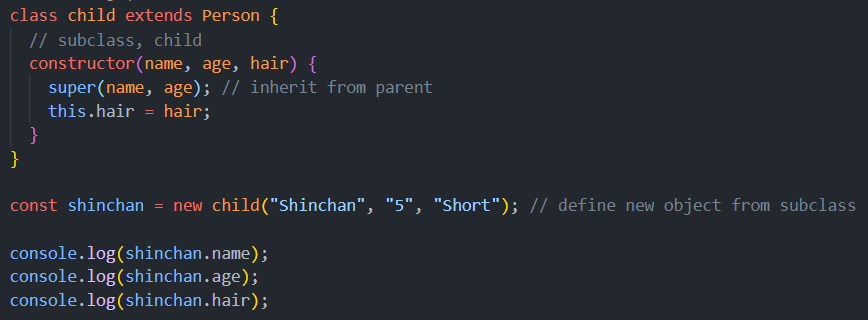 class child extends Person {
  // subclass, child
  constructor(name, age, hair) {
    super(name, age); // inherit from parent
    this.hair = hair;
  }
}
const shinchan = new child("Shinchan", "5", "Short"); // define new object from subclass
console.log(shinchan.name);
console.log(shinchan.age);
console.log(shinchan.hair);